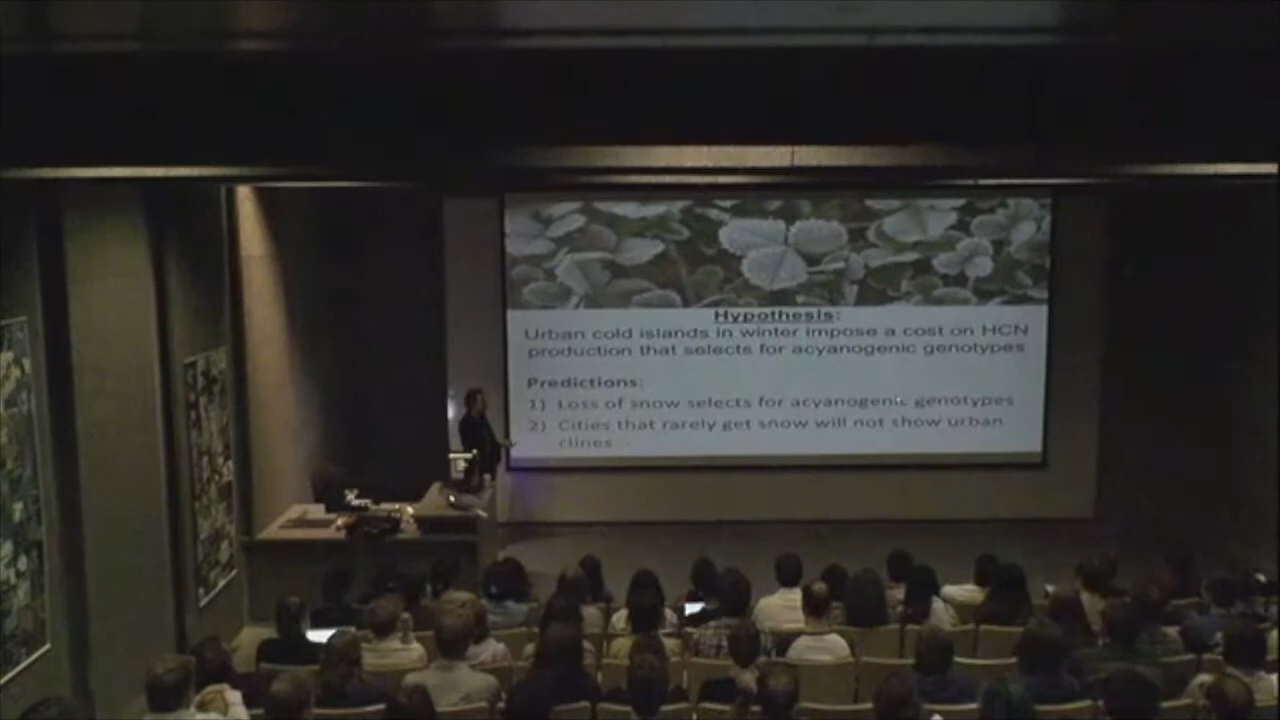 Hypothesis:
Urban cold islands in winter impose a cost on HCN
production that selects for acyanogenic genotypes
Predictions:
1) Loss of snow selects for acyanogenic genotypes
2) Cities that rarely get snow will not show urban
clines